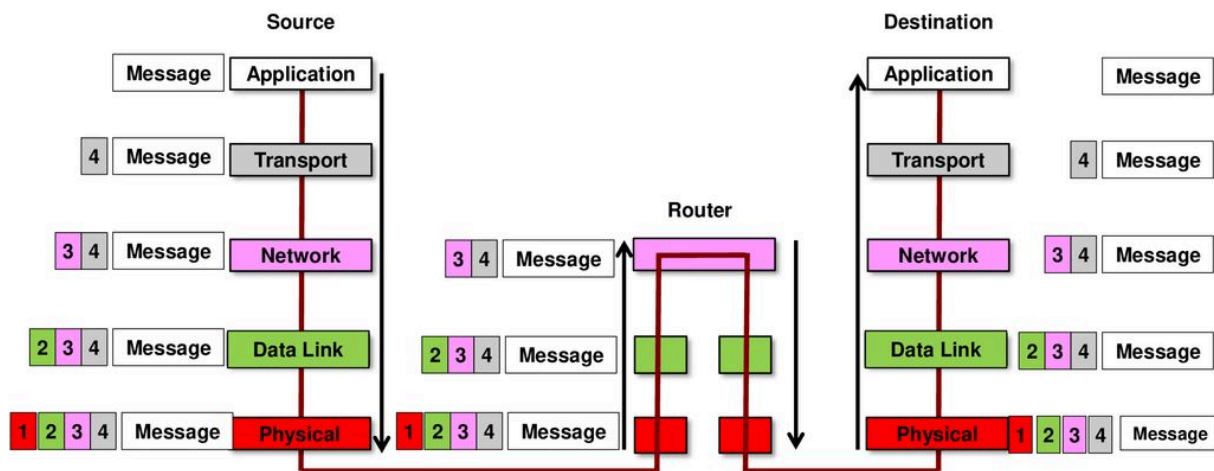 Source
Destination
Message Application
Application Message
4 Message Transport
Transport 4 Message
Router
3 4 Message Network
3 4 Message
Network 3 4 Message
2 3 4 Message Data Link
2 3 4 Message
Data Link 2 3 4 Message
1 2 3 4 Message Physical
1 2 3 4 Message
Physical 1 2 3 4 Message